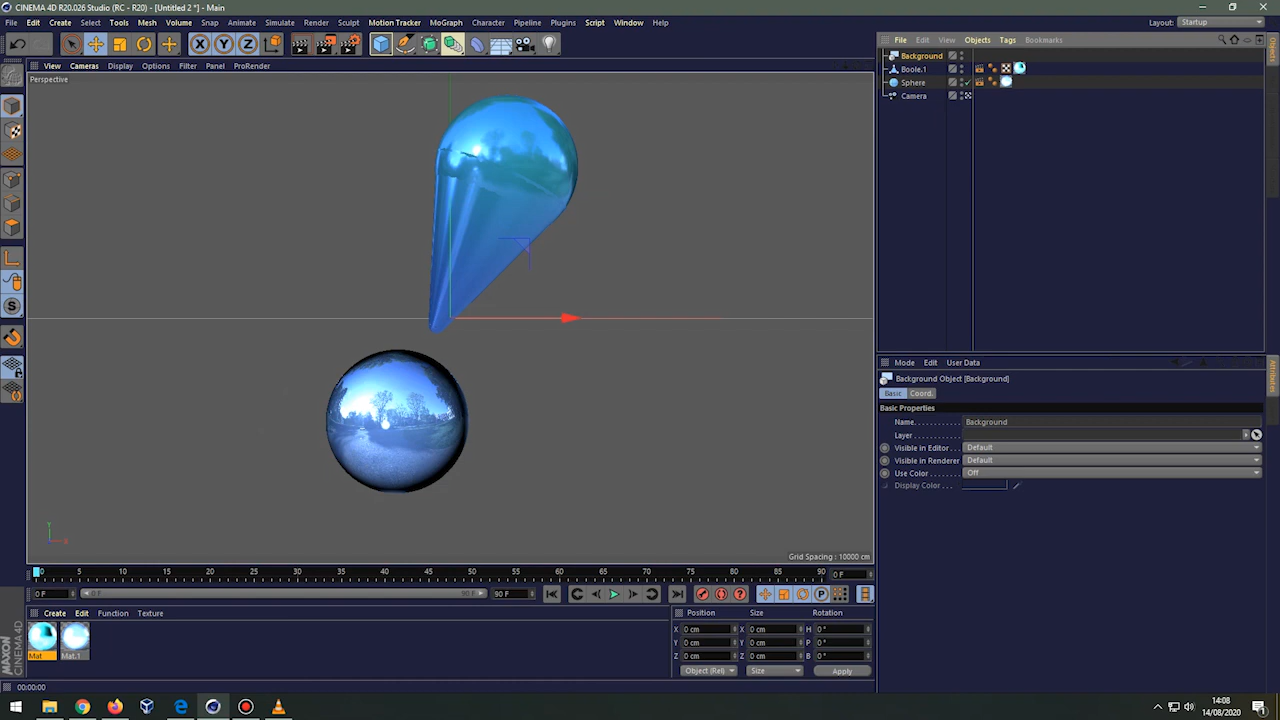 CINEMA 4D R20.026 Studio (RC - R20) - [Untitled 2 *] - Main
File Edit Create Select Tools Mesh Volume Snap Animate Simulate Render Sculpt Motion Tracker MoGraph Character Pipeline Plugins Script Window Help
Layout: Startup
X Y Z
File Edit View Objects Tags Bookmarks
View Cameras Display Options Filter Panel ProRender
Perspective
Background
Boole.1
Sphere
Camera
Objects
Mode Edit User Data
Attributes
Background Object [Background]
Basic Coord.
Basic Properties
Name. Background
Layer
Visible in Editor Default
Visible in Renderer Default
Use Color Off
Display Color
S
Y
X
Grid Spacing : 10000 cm
0 5 10 15 20 25 30 35 40 45 50 55 60 65 70 75 80 85 90 0 F
0 F 0 F 90 F 90 F
P
Create Edit Function Texture
Mat Mat.1
Position Size Rotation
X 0 cm X 0 cm H 0 °
Y 0 cm Y 0 cm P 0 °
Z 0 cm Z 0 cm B 0 °
Object (Rel) Size Apply
MAXON CINEMA 4D
00:00:00
14:08
14/08/2020
1